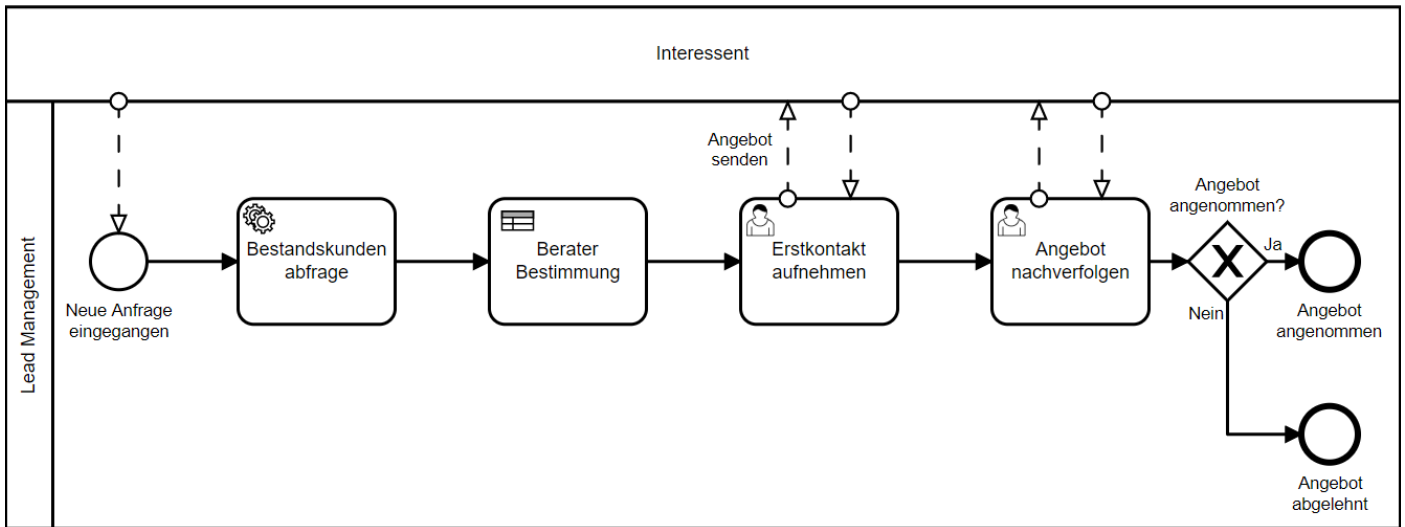 Interessent
Lead Management
Neue Anfrage
eingegangen
Bestandskunden
abfrage
Berater
Bestimmung
Angebot
senden
Erstkontakt
aufnehmen
Angebot
nachverfolgen
Angebot
angenommen?
Ja
Nein
Angebot
angenommen
Angebot
abgelehnt